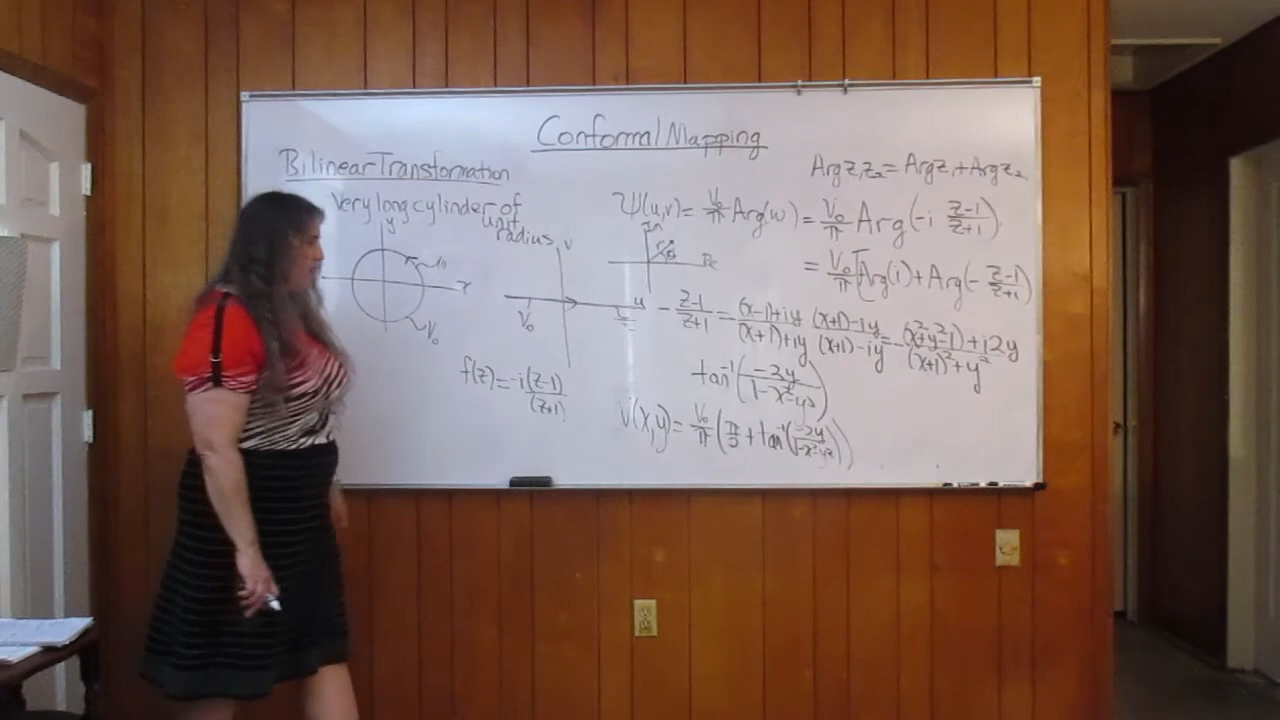 Conformal Mapping
Bilinear Transformation
Very long cylinder of
unit
radius
y
x
V₀
v
u
V₀
f(z) = -i(z-1)/(z+1)
Arg z₁z₂ = Arg z₁ + Arg z₂
Ψ(u,v) = V₀/π Arg(w) = V₀/π Arg(-i (z-1)/(z+1))
Im
Re
= V₀/π [Arg(i) + Arg(- (z-1)/(z+1))
- (z-1)/(z+1) = ((x-1)+iy)/((x+1)+iy) ((x+1)-iy)/((x+1)-iy) = ((x²+y²-1)+i2y)/((x+1)²+y²)
tan⁻¹(-2y/(1-x²-y²))
V(x,y) = V₀/π (π/2 + tan⁻¹(-2y/(1-x²-y²)))